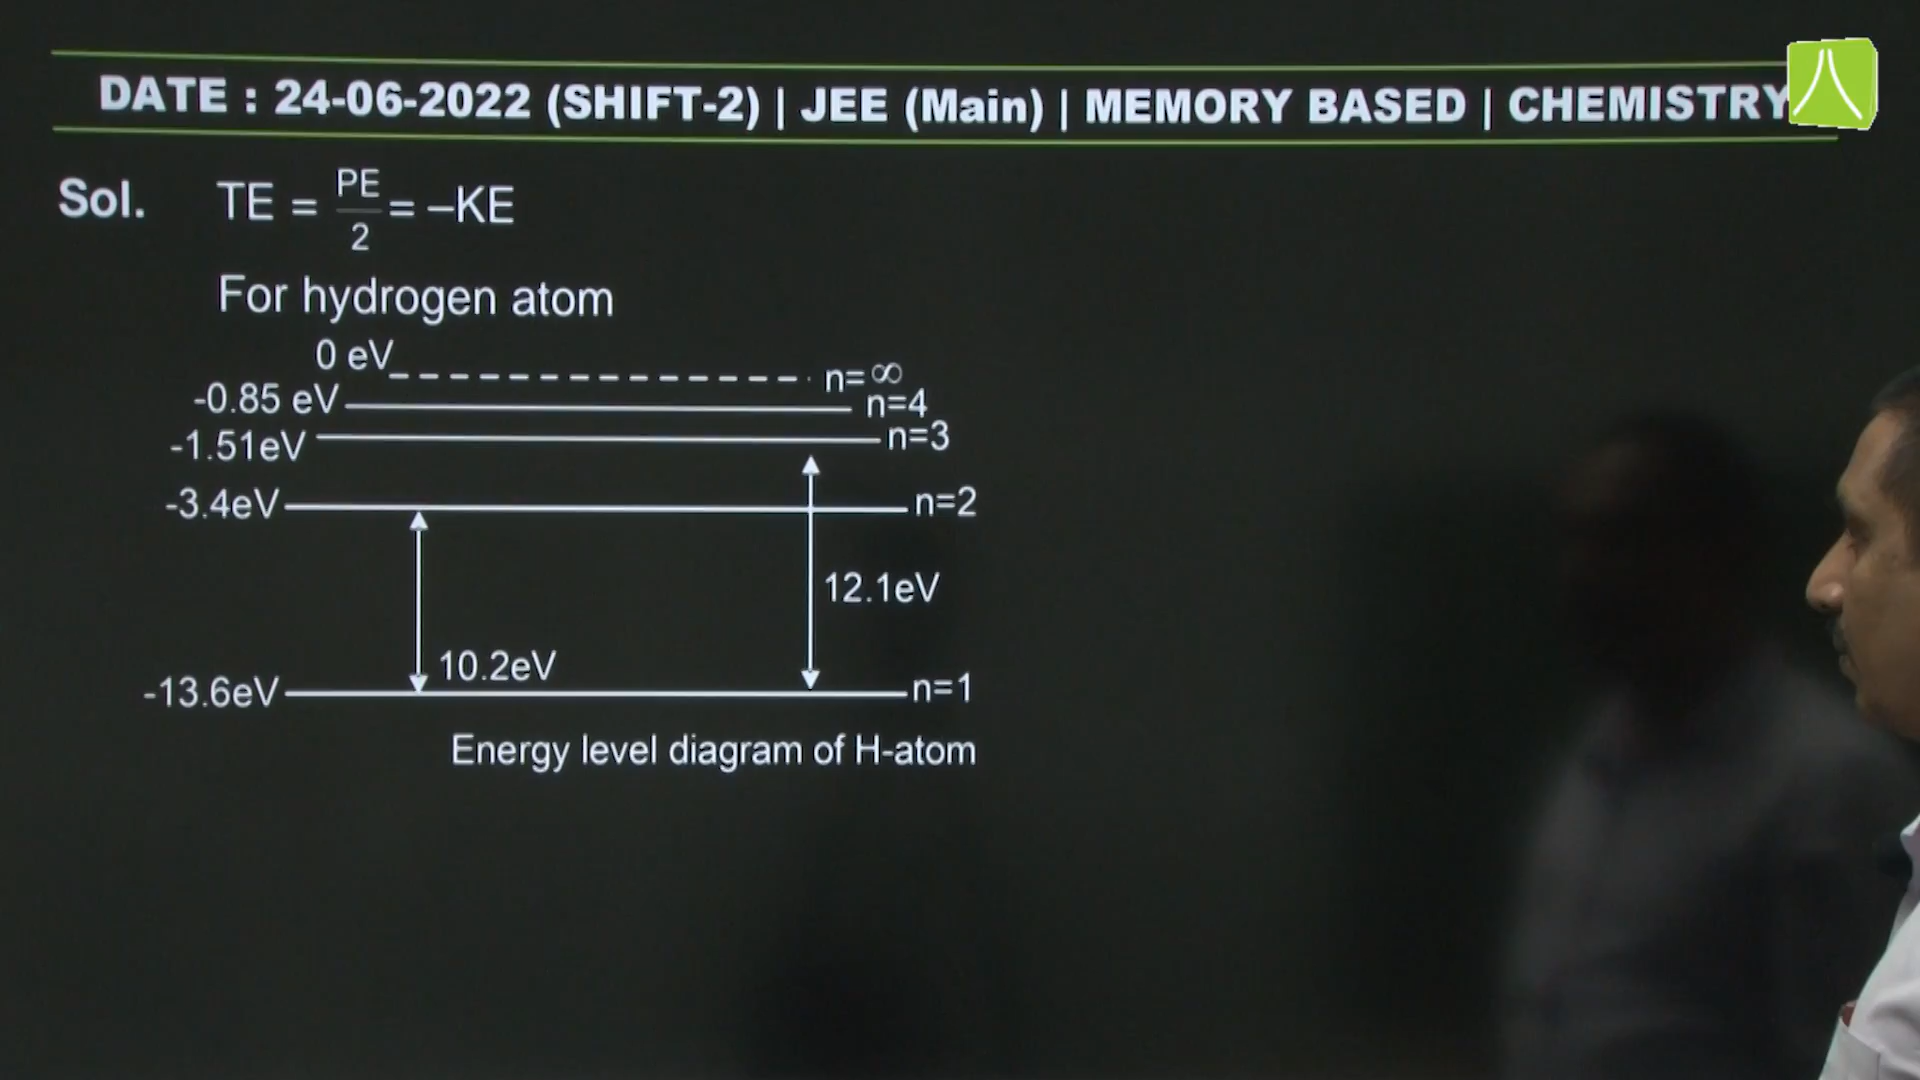 DATE : 24-06-2022 (SHIFT-2) | JEE (Main) | MEMORY BASED | CHEMISTRY
Sol. TE = PE/2 = –KE
For hydrogen atom
0 eV n=∞
-0.85 eV n=4
-1.51eV n=3
-3.4eV n=2
12.1eV
10.2eV
-13.6eV n=1
Energy level diagram of H-atom